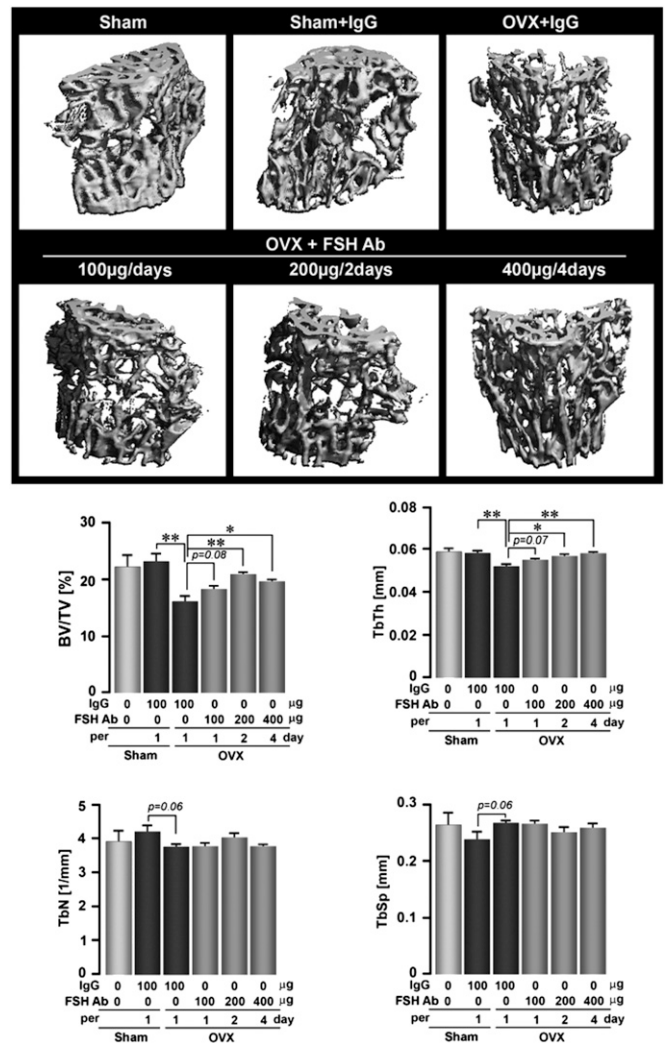 Sham Sham+IgG OVX+IgG
OVX + FSH Ab
100µg/days 200µg/2days 400µg/4days
BV/TV [%]
30
20
10
0
** ** *
p=0.08
IgG 0 100 100 0 0 0 µg
FSH Ab 0 0 0 100 200 400 µg
per 1 1 1 2 4 day
Sham OVX
TbTh [mm]
0.08
0.06
0.04
0.02
0
** * **
p=0.07
IgG 0 100 100 0 0 0 µg
FSH Ab 0 0 0 100 200 400 µg
per 1 1 1 2 4 day
Sham OVX
TbN [1/mm]
5
4
3
2
1
0
p=0.06
IgG 0 100 100 0 0 0 µg
FSH Ab 0 0 0 100 200 400 µg
per 1 1 1 2 4 day
Sham OVX
TbSp [mm]
0.3
0.2
0.1
0
p=0.06
IgG 0 100 100 0 0 0 µg
FSH Ab 0 0 0 100 200 400 µg
per 1 1 1 2 4 day
Sham OVX